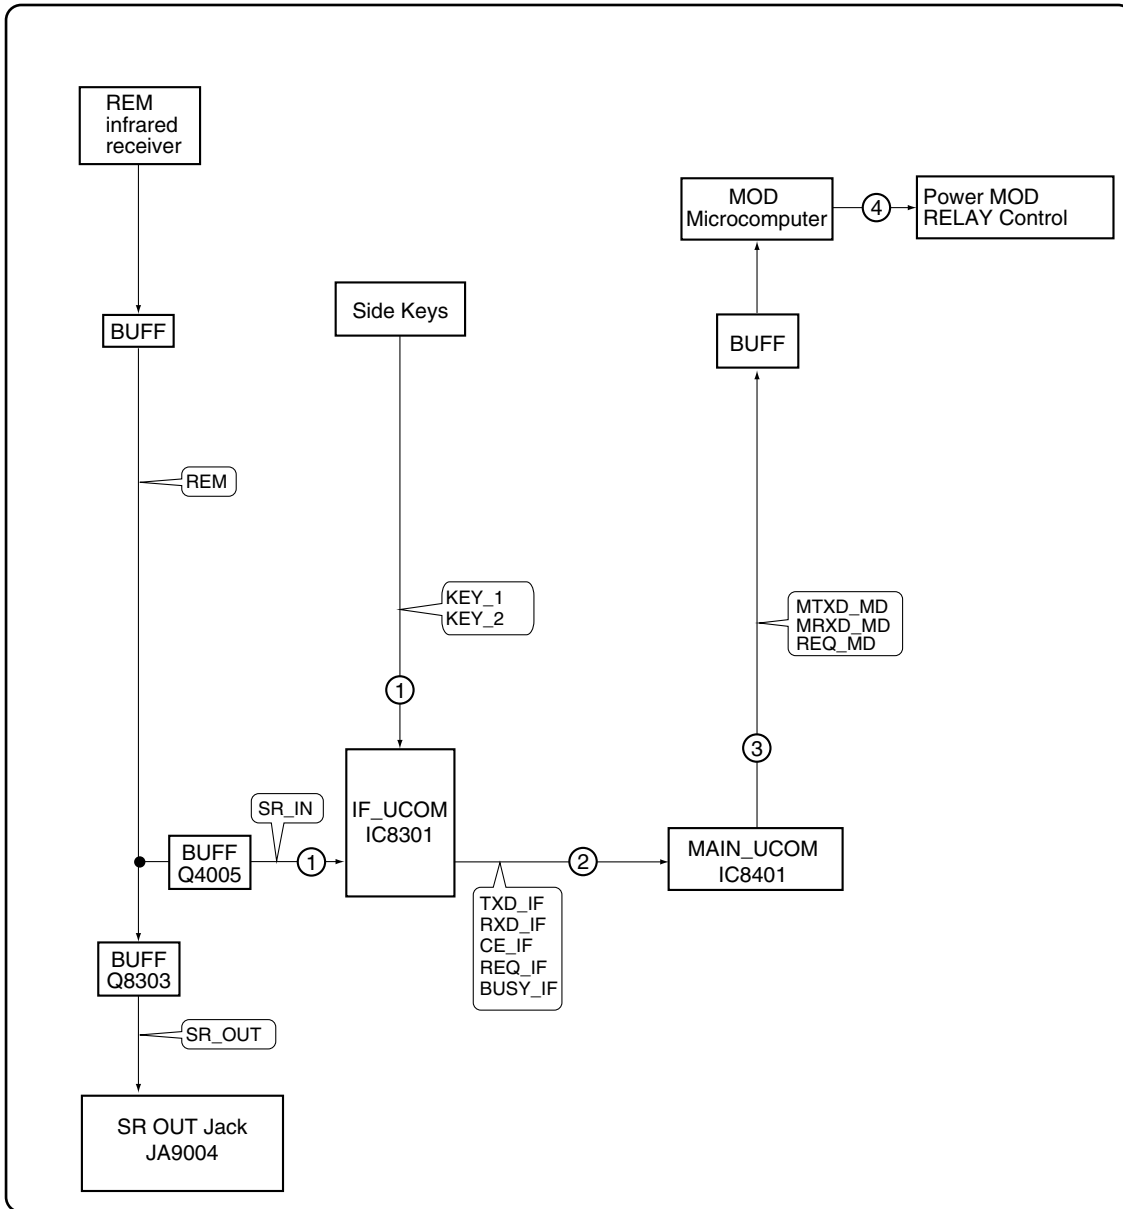 REM
infrared
receiver
MOD
Microcomputer
4
Power MOD
RELAY Control
Side Keys
BUFF
BUFF
REM
KEY_1
KEY_2
MTXD_MD
MRXD_MD
REQ_MD
1
3
IF_UCOM
IC8301
SR_IN
BUFF
Q4005
1
2
MAIN_UCOM
IC8401
TXD_IF
RXD_IF
CE_IF
REQ_IF
BUSY_IF
BUFF
Q8303
SR_OUT
SR OUT Jack
JA9004